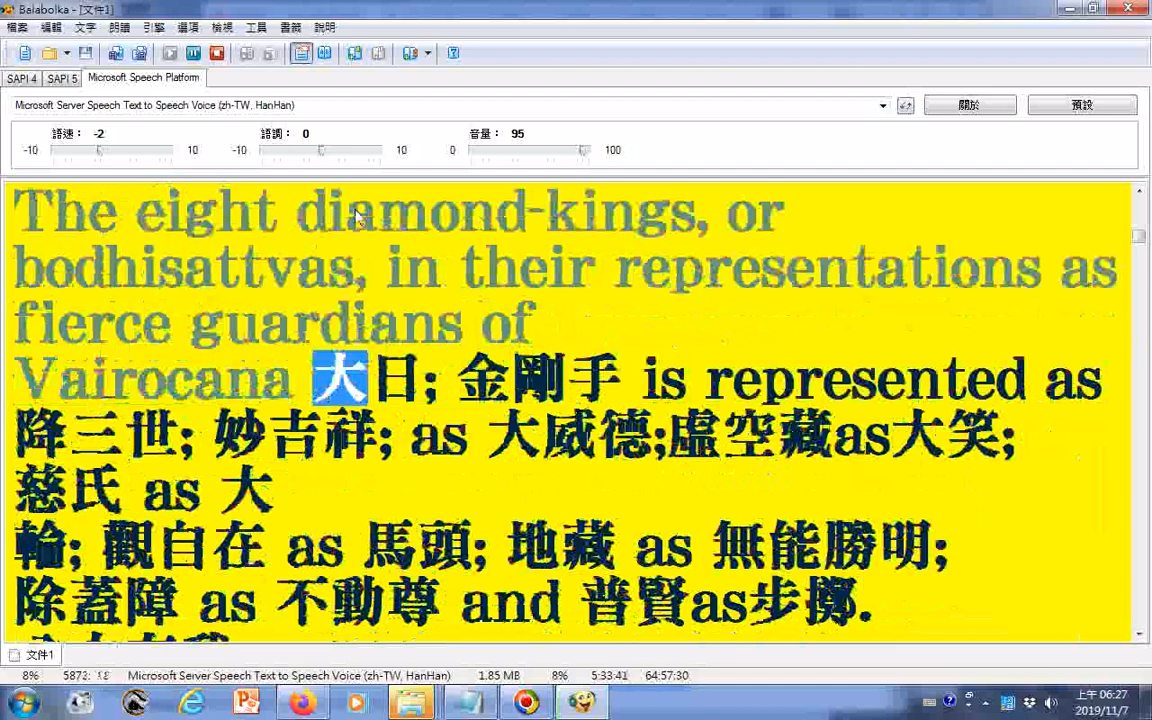 Balabolka - [文件1]
檔案 編輯 文字 朗讀 引擎 選項 檢視 工具 書籤 說明
SAPI 4 SAPI 5 Microsoft Speech Platform
Microsoft Server Speech Text to Speech Voice (zh-TW, HanHan) 關於 預設
語速: -2 語調: 0 音量: 95
-10 10 -10 10 0 100
The eight diamond-kings, or
bodhisattvas, in their representations as
fierce guardians of
Vairocana 大日; 金剛手 is represented as
降三世; 妙吉祥; as 大威德;虛空藏as大笑;
慈氏 as 大
輪; 觀自在 as 馬頭; 地藏 as 無能勝明;
除蓋障 as 不動尊 and 普賢as步擲.
文件1
8% 5872: 18 Microsoft Server Speech Text to Speech Voice (zh-TW, HanHan) 1.85 MB 8% 5:33:41 64:57:30
上午 06:27
2019/11/7